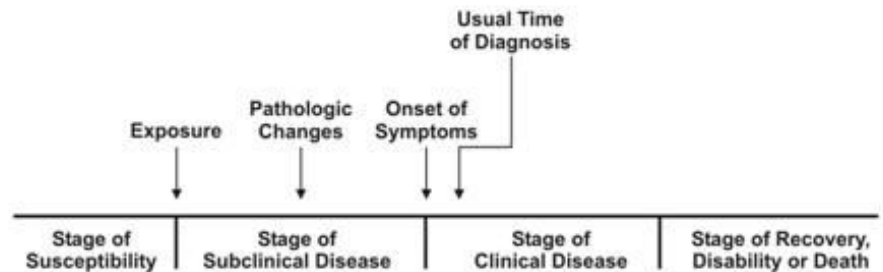 Usual Time
of Diagnosis
Pathologic
Changes
Onset of
Symptoms
Exposure
Stage of
Susceptibility
Stage of
Subclinical Disease
Stage of
Clinical Disease
Stage of Recovery,
Disability or Death